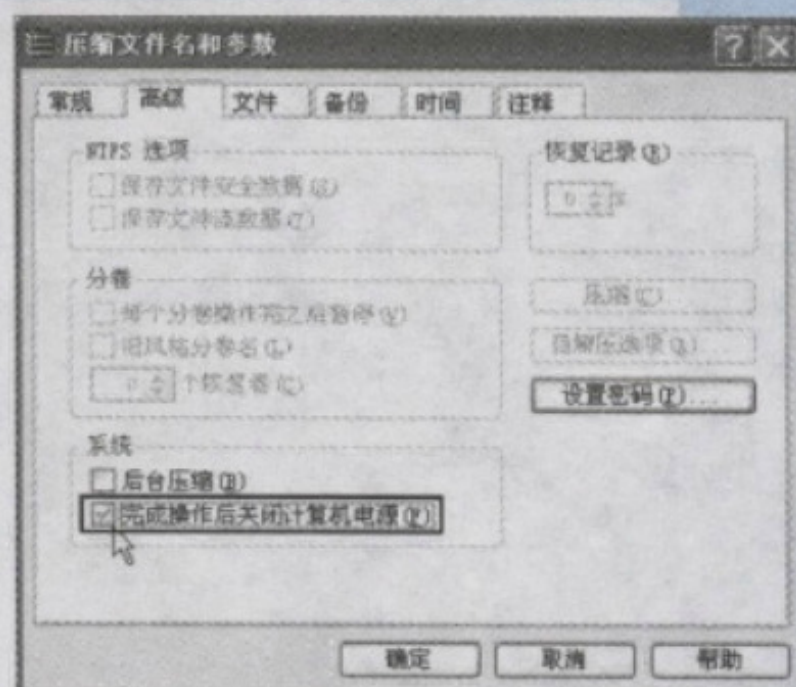 压缩文件名和参数
常规 高级 文件 备份 时间 注释
NTFS 选项
保存文件安全数据(S)
保存文件流数据(T)
恢复记录(R)
0 %
分卷
每个分卷操作完之后暂停(V)
旧风格分卷名(L)
0 个恢复卷(C)
压缩(C)...
自解压选项(X)...
设置密码(P)...
系统
后台压缩(B)
完成操作后关闭计算机电源(P)
确定 取消 帮助